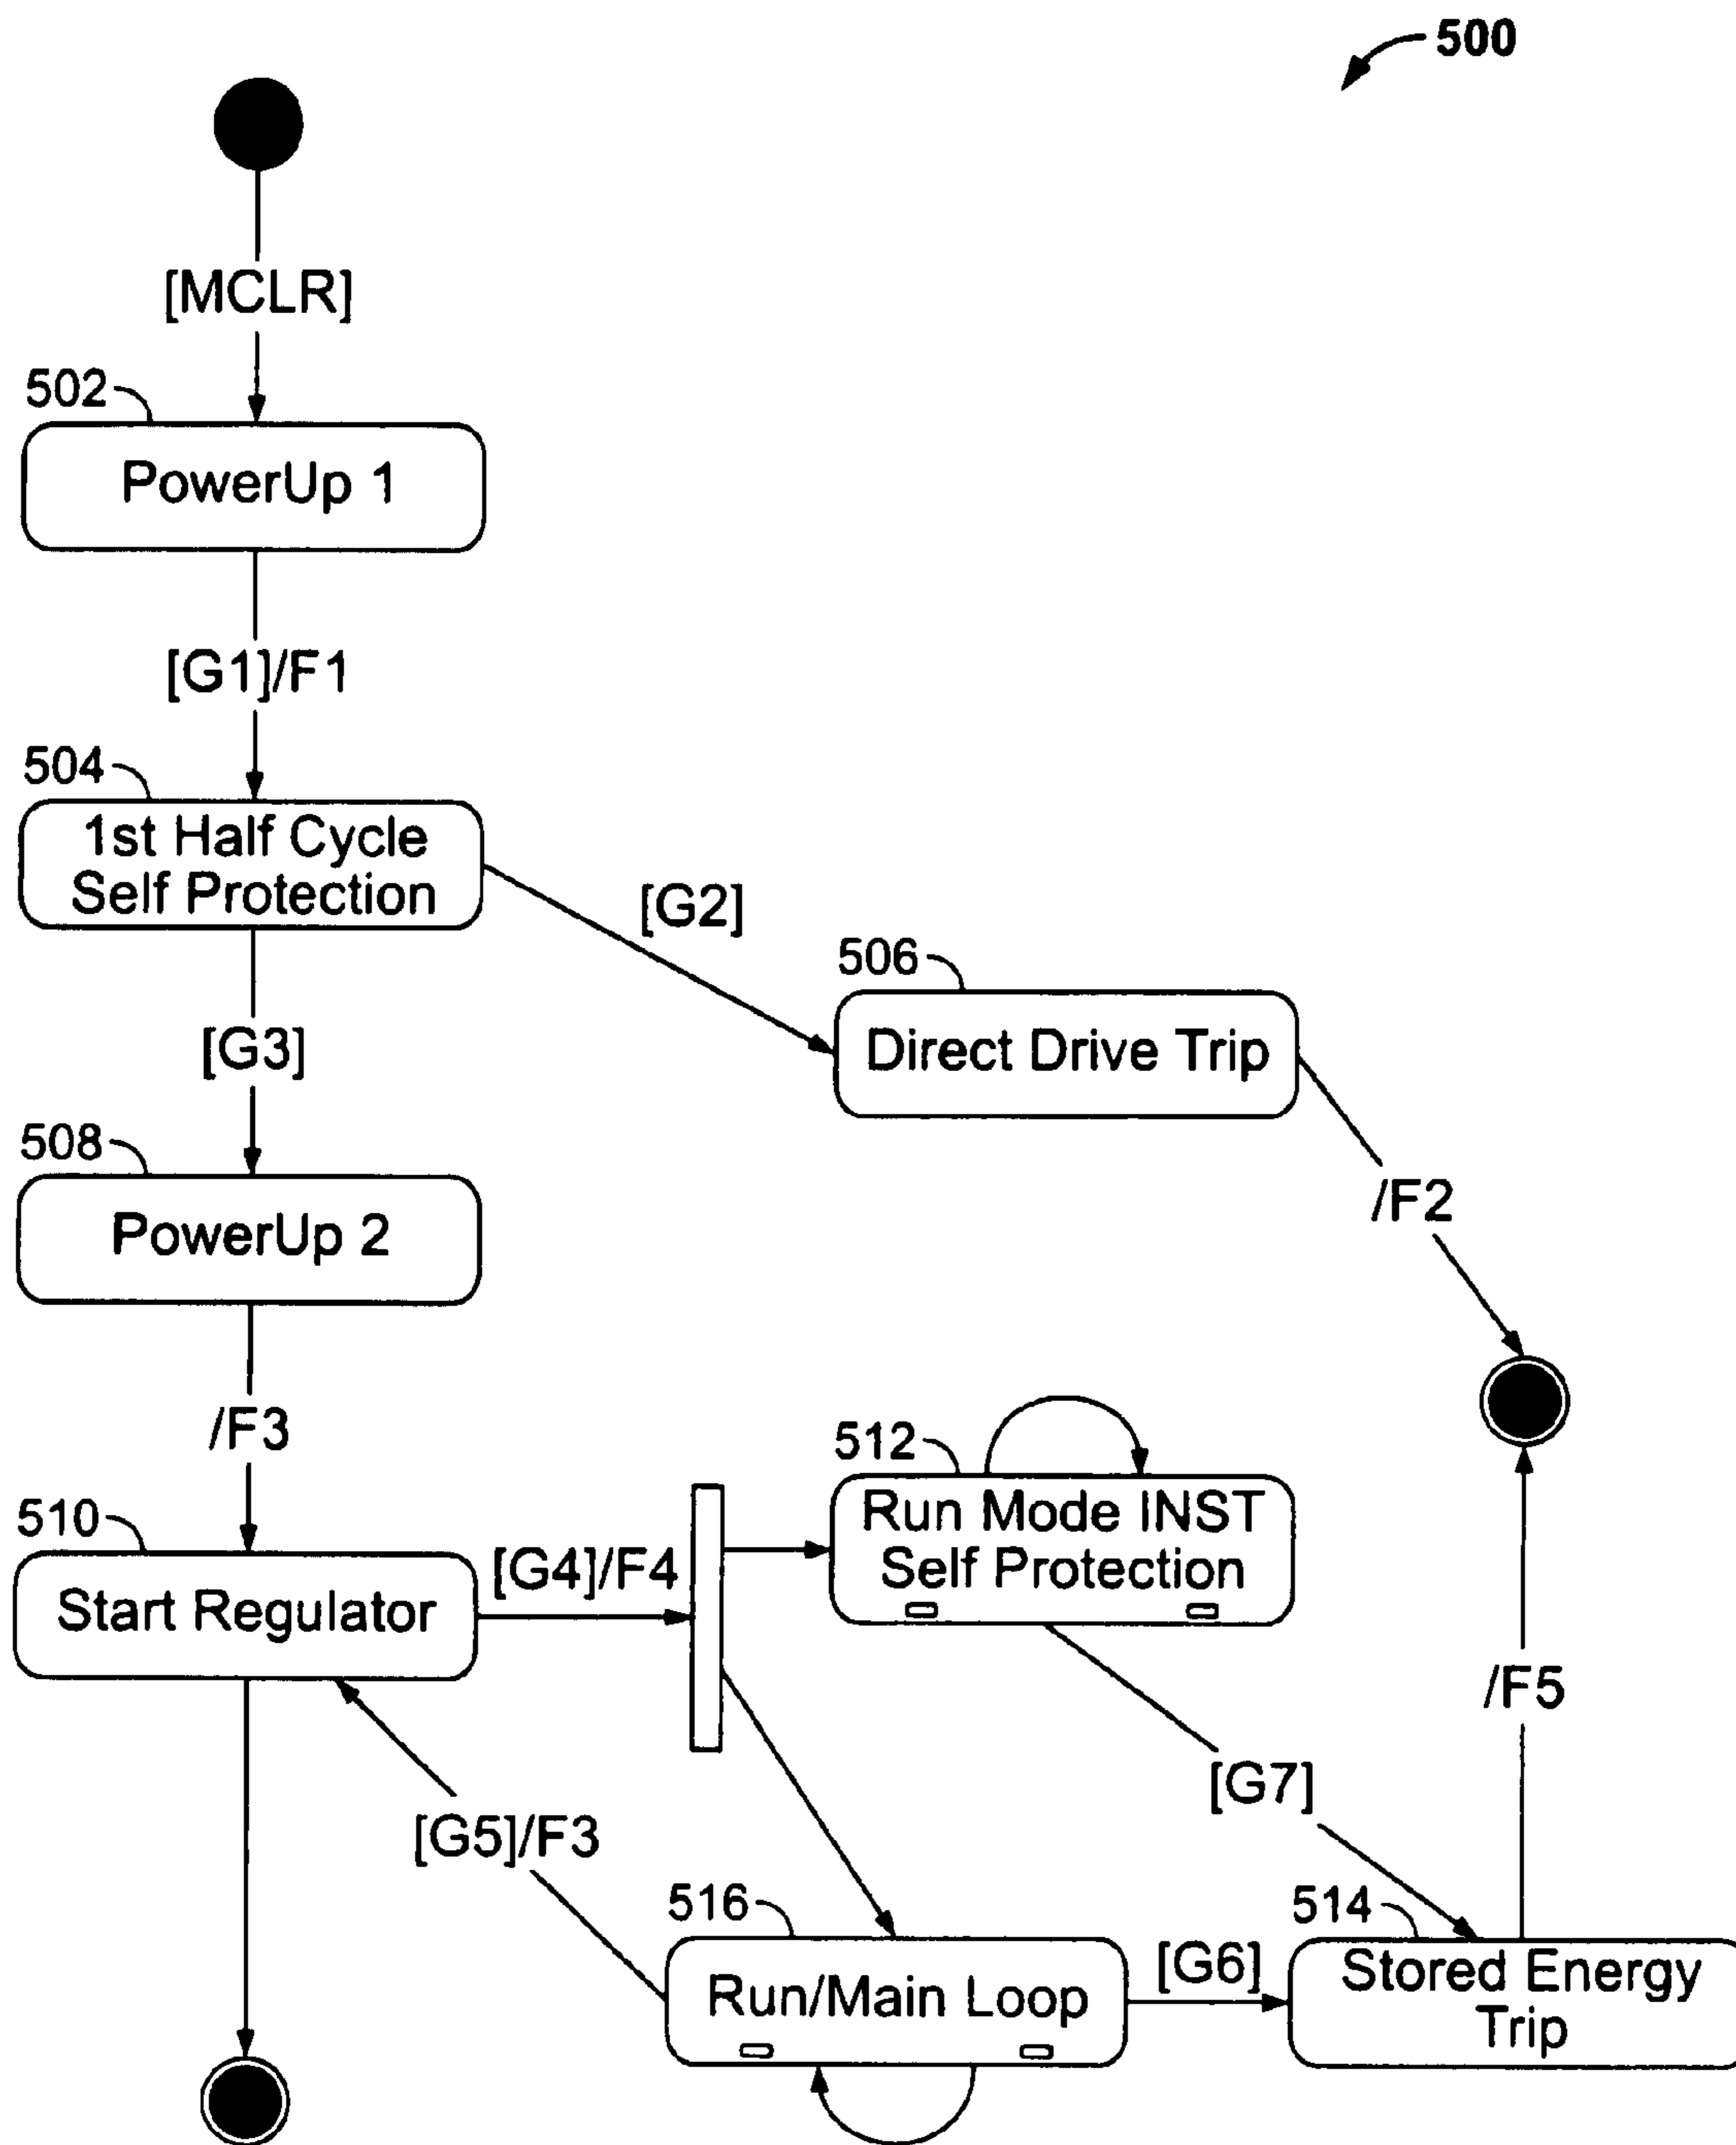 500
[MCLR]
502
PowerUp 1
[G1]/F1
504
1st Half Cycle
Self Protection
[G2]
506
Direct Drive Trip
[G3]
508
PowerUp 2
/F2
/F3
512
Run Mode INST
Self Protection
510
Start Regulator
[G4]/F4
/F5
[G7]
[G5]/F3
516
Run/Main Loop
[G6]
514
Stored Energy
Trip